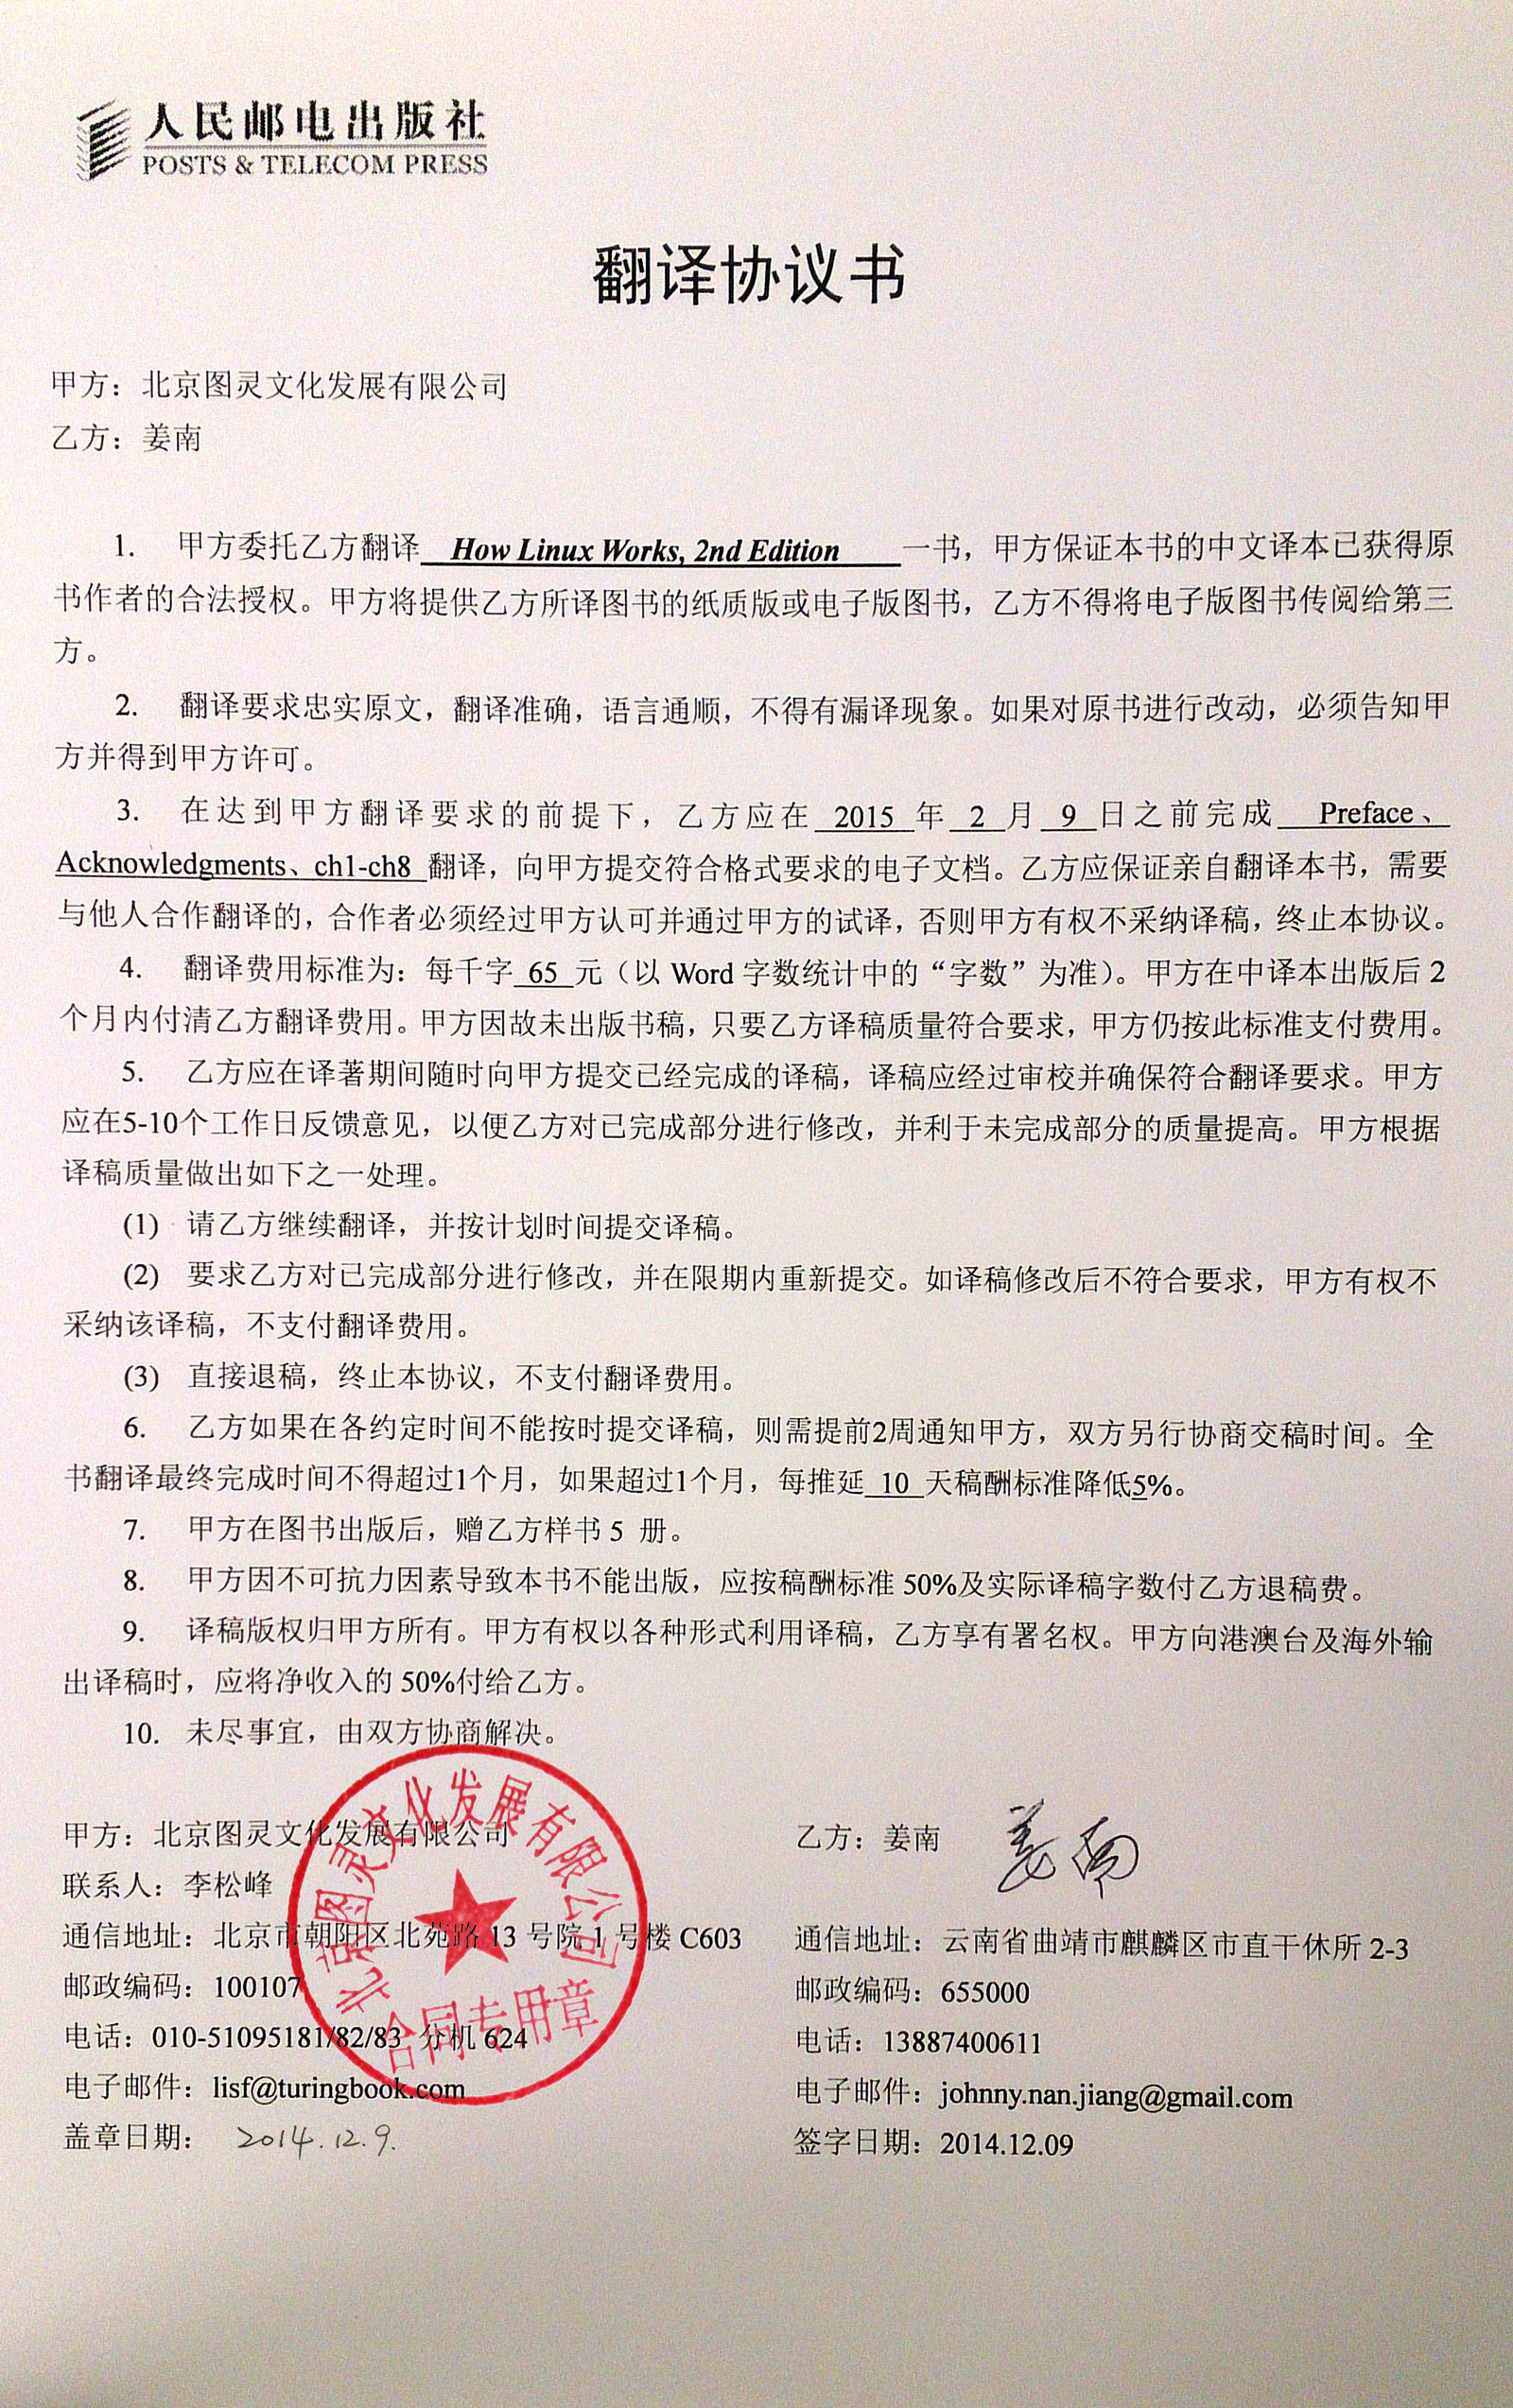 人民邮电出版社
POSTS & TELECOM PRESS
翻译协议书
甲方：北京图灵文化发展有限公司
乙方：姜南
1. 甲方委托乙方翻译 How Linux Works, 2nd Edition 一书，甲方保证本书的中文译本已获得原
书作者的合法授权。甲方将提供乙方所译图书的纸质版或电子版图书，乙方不得将电子版图书传阅给第三
方。
2. 翻译要求忠实原文，翻译准确，语言通顺，不得有漏译现象。如果对原书进行改动，必须告知甲
方并得到甲方许可。
3. 在达到甲方翻译要求的前提下，乙方应在 2015 年 2 月 9 日之前完成 Preface、
Acknowledgments、ch1-ch8 翻译，向甲方提交符合格式要求的电子文档。乙方应保证亲自翻译本书，需要
与他人合作翻译的，合作者必须经过甲方认可并通过甲方的试译，否则甲方有权不采纳译稿，终止本协议。
4. 翻译费用标准为：每千字 65 元（以 Word 字数统计中的“字数”为准）。甲方在中译本出版后 2
个月内付清乙方翻译费用。甲方因故未出版书稿，只要乙方译稿质量符合要求，甲方仍按此标准支付费用。
5. 乙方应在译著期间随时向甲方提交已经完成的译稿，译稿应经过审校并确保符合翻译要求。甲方
应在5-10个工作日反馈意见，以便乙方对已完成部分进行修改，并利于未完成部分的质量提高。甲方根据
译稿质量做出如下之一处理。
(1) 请乙方继续翻译，并按计划时间提交译稿。
(2) 要求乙方对已完成部分进行修改，并在限期内重新提交。如译稿修改后不符合要求，甲方有权不
采纳该译稿，不支付翻译费用。
(3) 直接退稿，终止本协议，不支付翻译费用。
6. 乙方如果在各约定时间不能按时提交译稿，则需提前2周通知甲方，双方另行协商交稿时间。全
书翻译最终完成时间不得超过1个月，如果超过1个月，每推延 10 天稿酬标准降低5%。
7. 甲方在图书出版后，赠乙方样书 5 册。
8. 甲方因不可抗力因素导致本书不能出版，应按稿酬标准 50%及实际译稿字数付乙方退稿费。
9. 译稿版权归甲方所有。甲方有权以各种形式利用译稿，乙方享有署名权。甲方向港澳台及海外输
出译稿时，应将净收入的 50%付给乙方。
10. 未尽事宜，由双方协商解决。
甲方：北京图灵文化发展有限公司
联系人：李松峰
通信地址：北京市朝阳区北苑路 13 号院 1 号楼 C603
邮政编码：100107
电话：010-51095181/82/83 分机 624
电子邮件：lisf@turingbook.com
盖章日期： 2014.12.9.
北京图灵文化发展有限公司
合同专用章
乙方：姜南 姜南
通信地址：云南省曲靖市麒麟区市直干休所 2-3
邮政编码：655000
电话：13887400611
电子邮件：johnny.nan.jiang@gmail.com
签字日期：2014.12.09